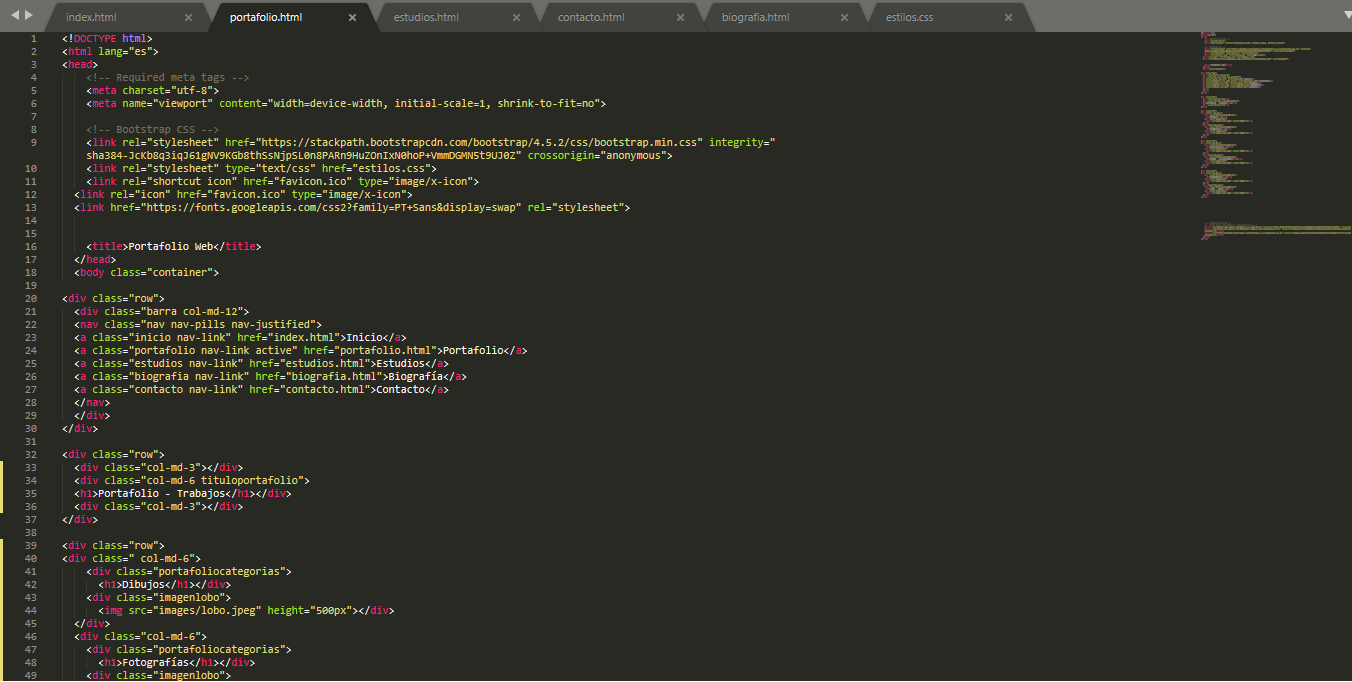 index.html × portafolio.html × estudios.html × contacto.html × biografia.html × estilos.css ×
1 <!DOCTYPE html>
2 <html lang="es">
3 <head>
4 <!-- Required meta tags -->
5 <meta charset="utf-8">
6 <meta name="viewport" content="width=device-width, initial-scale=1, shrink-to-fit=no">
7
8 <!-- Bootstrap CSS -->
9 <link rel="stylesheet" href="https://stackpath.bootstrapcdn.com/bootstrap/4.5.2/css/bootstrap.min.css" integrity="
sha384-JcKb8q3iqJ61gNV9KGb8thSsNjpSL0n8PARn9HuZOnIxN0hoP+VmmDGMN5t9UJ0Z" crossorigin="anonymous">
10 <link rel="stylesheet" type="text/css" href="estilos.css">
11 <link rel="shortcut icon" href="favicon.ico" type="image/x-icon">
12 <link rel="icon" href="favicon.ico" type="image/x-icon">
13 <link href="https://fonts.googleapis.com/css2?family=PT+Sans&display=swap" rel="stylesheet">
14
15
16 <title>Portafolio Web</title>
17 </head>
18 <body class="container">
19
20 <div class="row">
21 <div class="barra col-md-12">
22 <nav class="nav nav-pills nav-justified">
23 <a class="inicio nav-link" href="index.html">Inicio</a>
24 <a class="portafolio nav-link active" href="portafolio.html">Portafolio</a>
25 <a class="estudios nav-link" href="estudios.html">Estudios</a>
26 <a class="biografia nav-link" href="biografia.html">Biografía</a>
27 <a class="contacto nav-link" href="contacto.html">Contacto</a>
28 </nav>
29 </div>
30 </div>
31
32 <div class="row">
33 <div class="col-md-3"></div>
34 <div class="col-md-6 tituloportafolio">
35 <h1>Portafolio - Trabajos</h1></div>
36 <div class="col-md-3"></div>
37 </div>
38
39 <div class="row">
40 <div class=" col-md-6">
41 <div class="portafoliocategorias">
42 <h1>Dibujos</h1></div>
43 <div class="imagenlobo">
44 <img src="images/lobo.jpeg" height="500px"></div>
45 </div>
46 <div class="col-md-6">
47 <div class="portafoliocategorias">
48 <h1>Fotografías</h1></div>
49 <div class="imagenlobo">